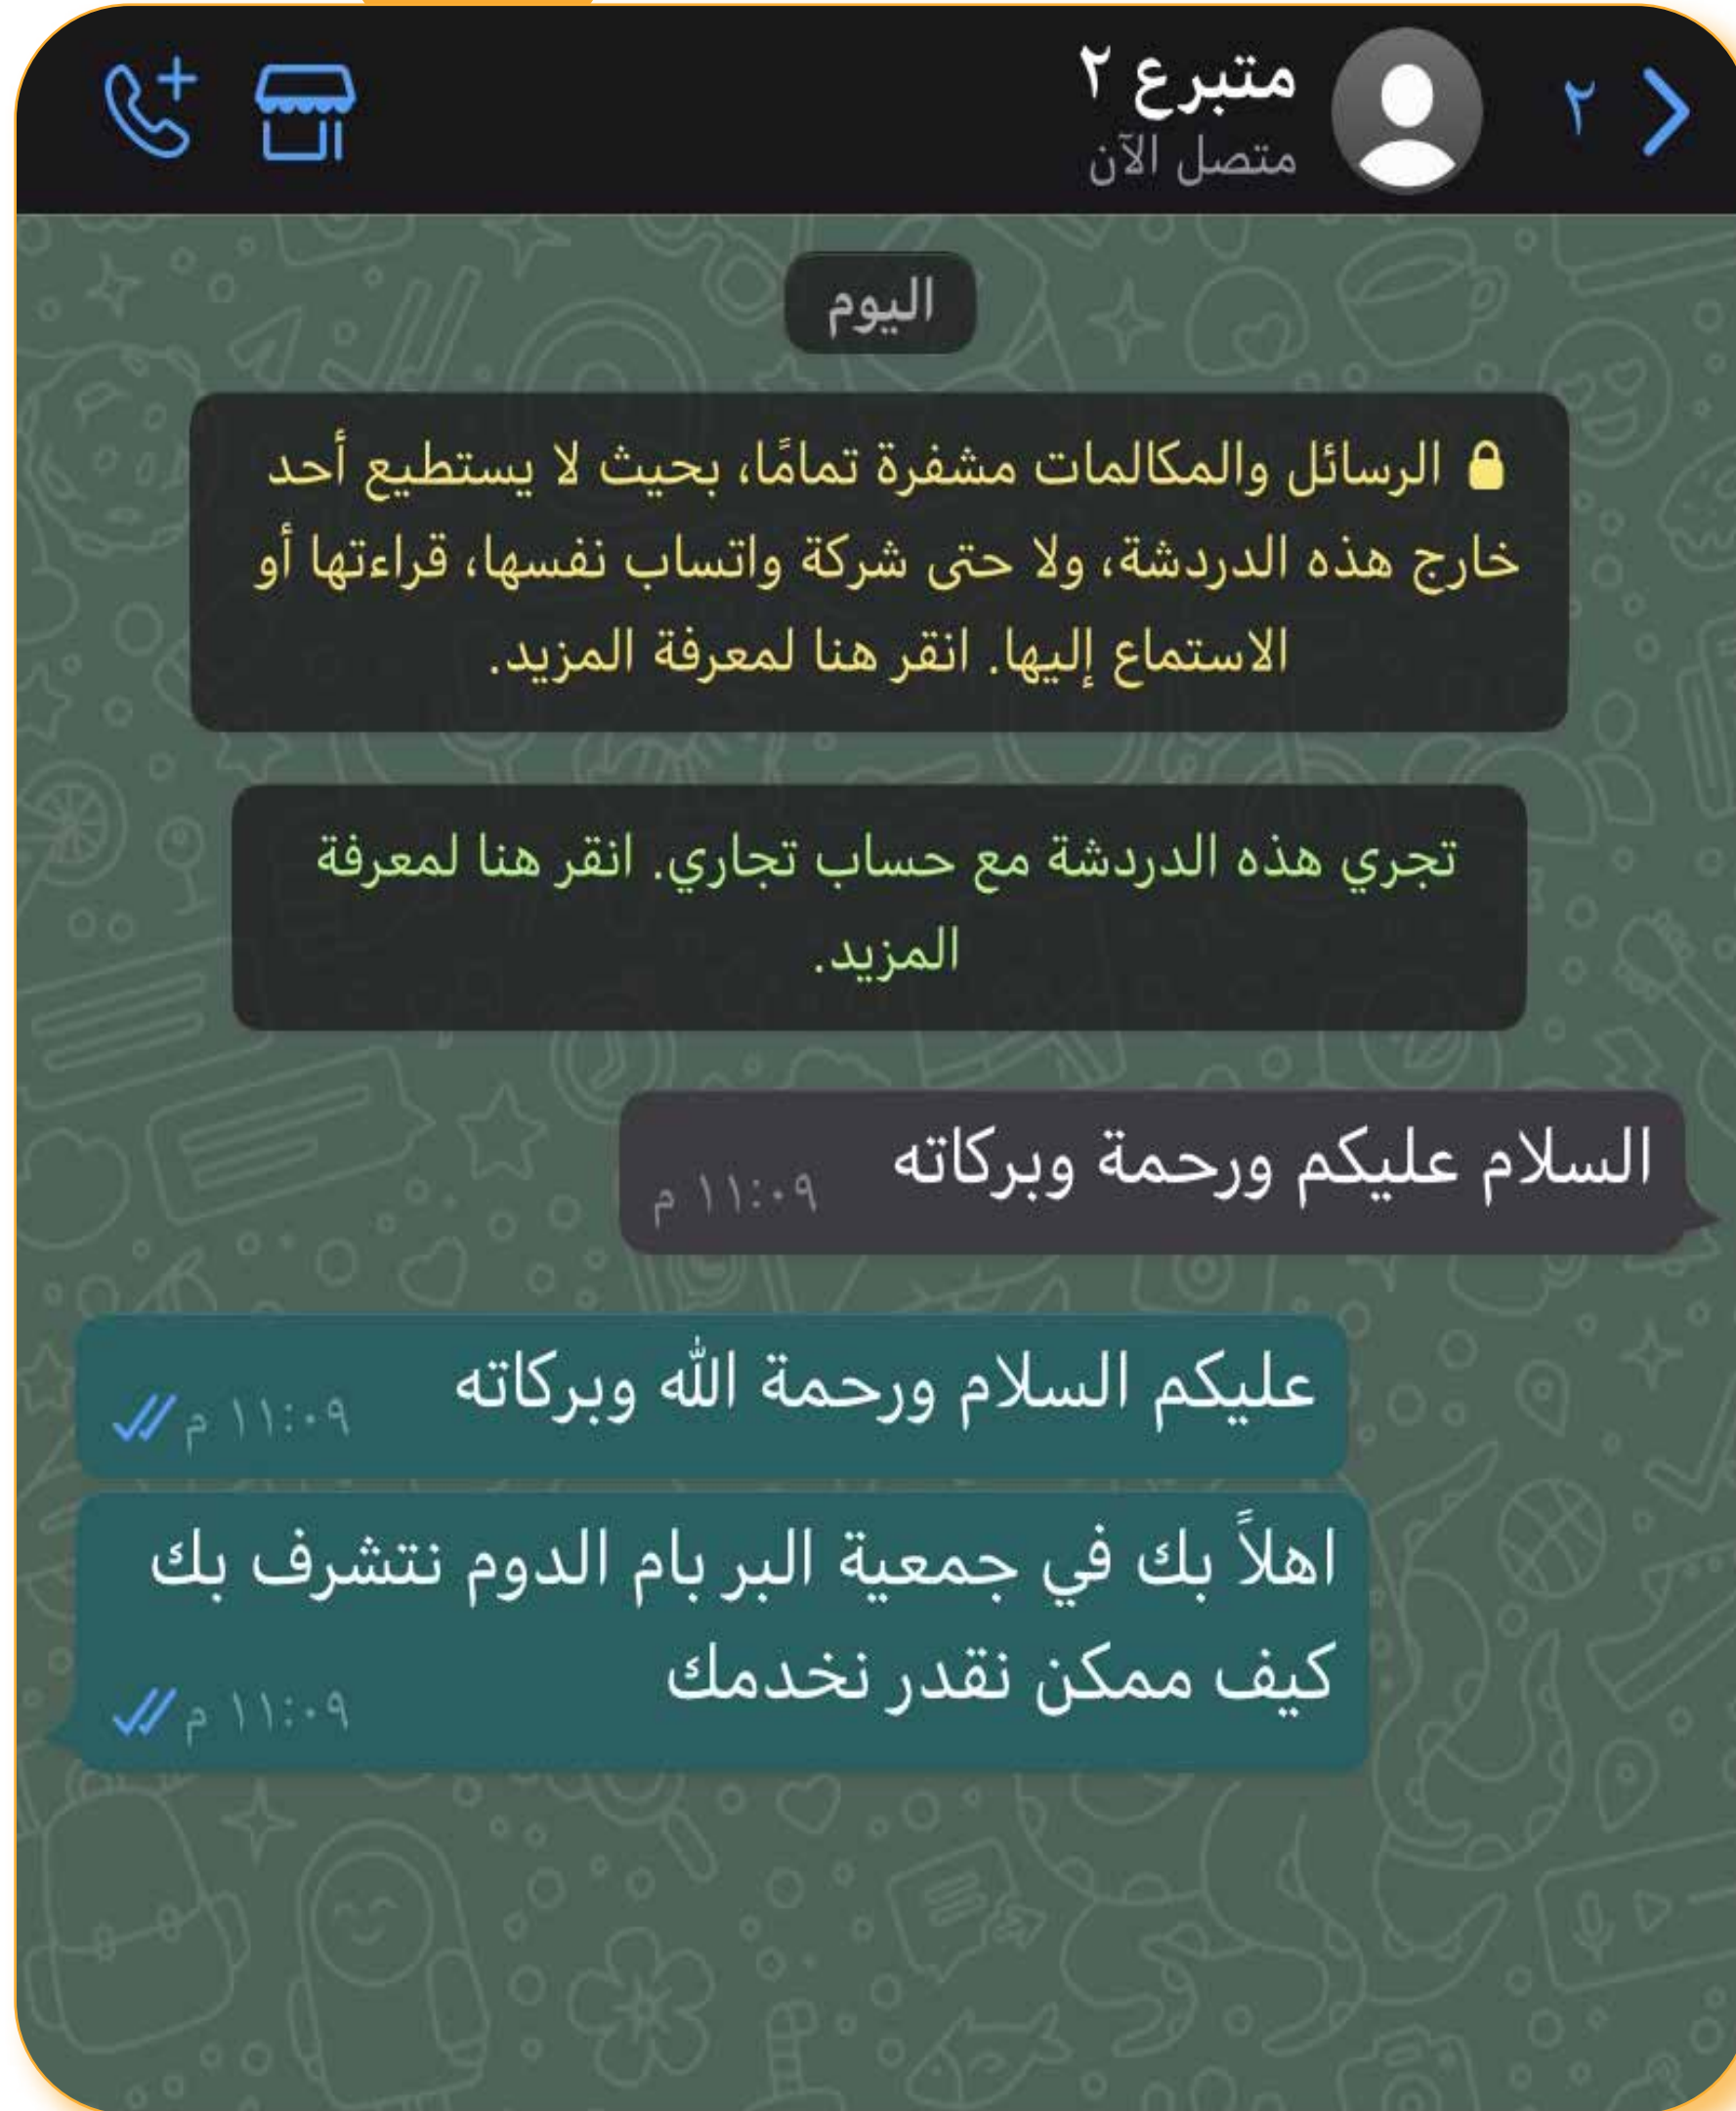 متبرع ٢
٢
متصل الآن
اليوم
الرسائل والمكالمات مشفرة تمامًا، بحيث لا يستطيع أحد
خارج هذه الدردشة، ولا حتى شركة واتساب نفسها، قراءتها أو
الاستماع إليها. انقر هنا لمعرفة المزيد.
تجري هذه الدردشة مع حساب تجاري. انقر هنا لمعرفة
المزيد.
السلام عليكم ورحمة وبركاته
١١:٠٩ م
عليكم السلام ورحمة الله وبركاته
١١:٠٩ م
اهلاً بك في جمعية البر بام الدوم نتشرف بك
كيف ممكن نقدر نخدمك
١١:٠٩ م